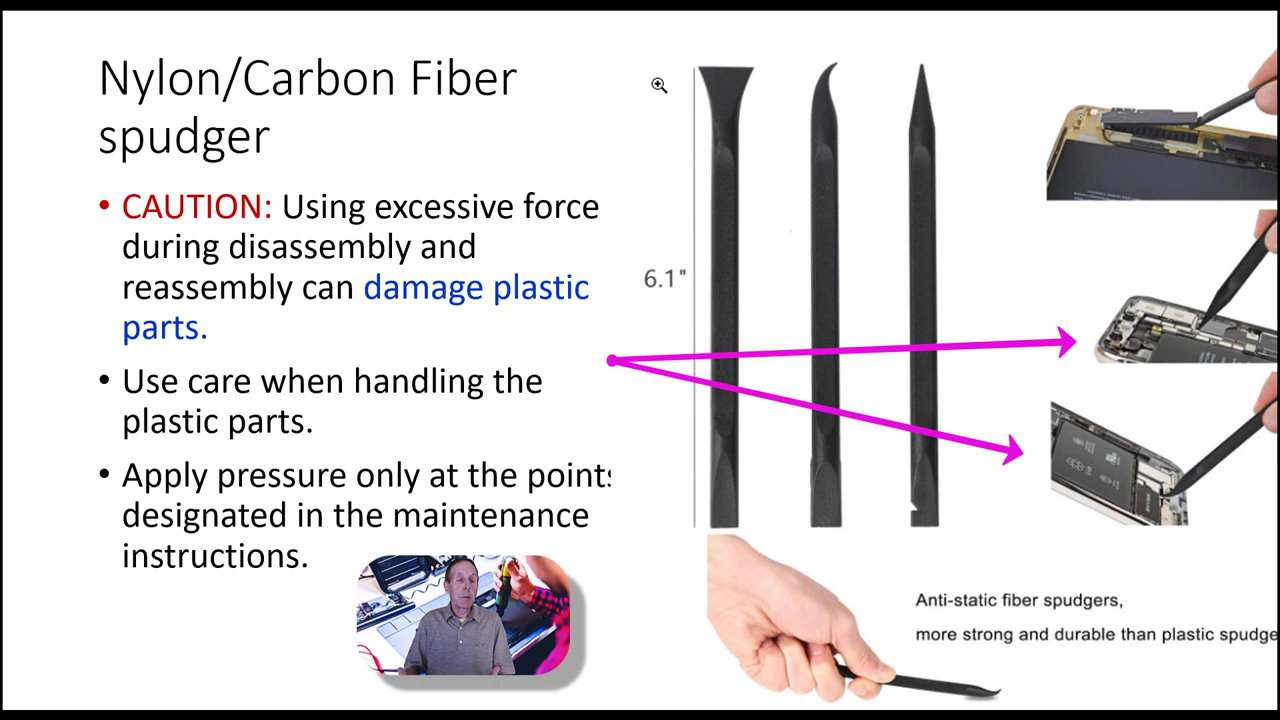 Nylon/Carbon Fiber
spudger
• CAUTION: Using excessive force
during disassembly and
reassembly can damage plastic
parts.
• Use care when handling the
plastic parts.
• Apply pressure only at the points
designated in the maintenance
instructions.
6.1"
Anti-static fiber spudgers,
more strong and durable than plastic spudge